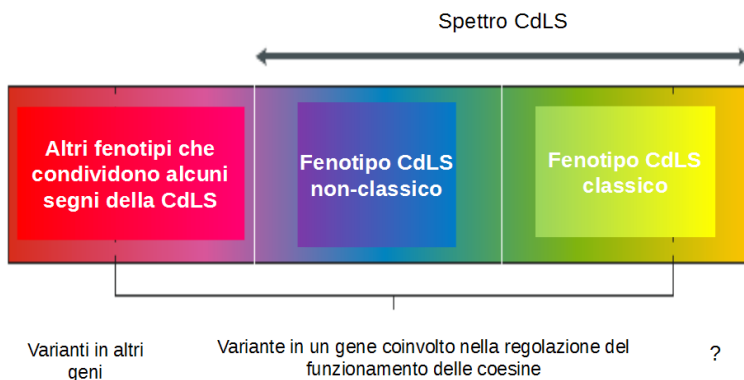 Spettro CdLS
Altri fenotipi che
condividono alcuni
segni della CdLS
Fenotipo CdLS
non-classico
Fenotipo CdLS
classico
Varianti in altri
geni
Variante in un gene coinvolto nella regolazione del
funzionamento delle coesine
?